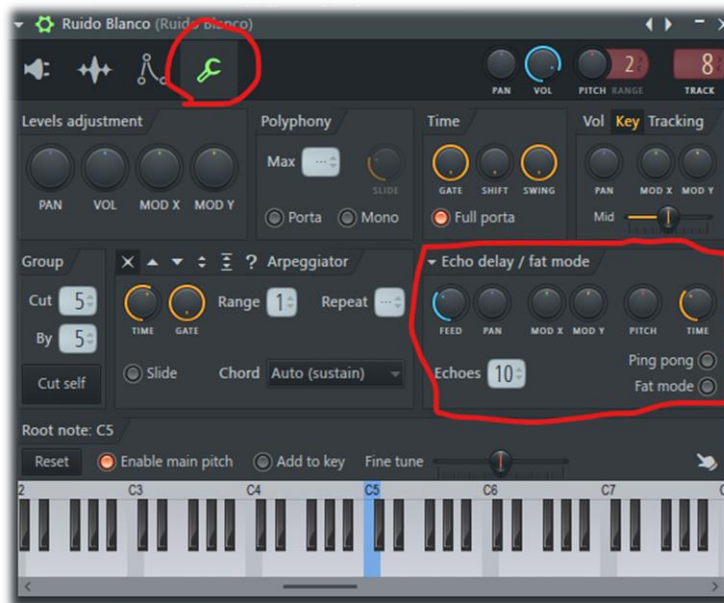 Ruido Blanco (Ruido Blanco)
PAN VOL PITCH RANGE 2 8 TRACK
Levels adjustment
PAN VOL MOD X MOD Y
Polyphony
Max ---
SLIDE
Porta Mono
Time
GATE SHIFT SWING
Full porta
Vol Key Tracking
PAN MOD X MOD Y
Mid
Group
Cut 5
By 5
Cut self
Arpeggiator
TIME GATE Range 1 Repeat ---
Slide Chord Auto (sustain)
Echo delay / fat mode
FEED PAN MOD X MOD Y PITCH TIME
Echoes 10 Ping pong
Fat mode
Root note: C5
Reset Enable main pitch Add to key Fine tune
2 C3 C4 C5 C6 C7